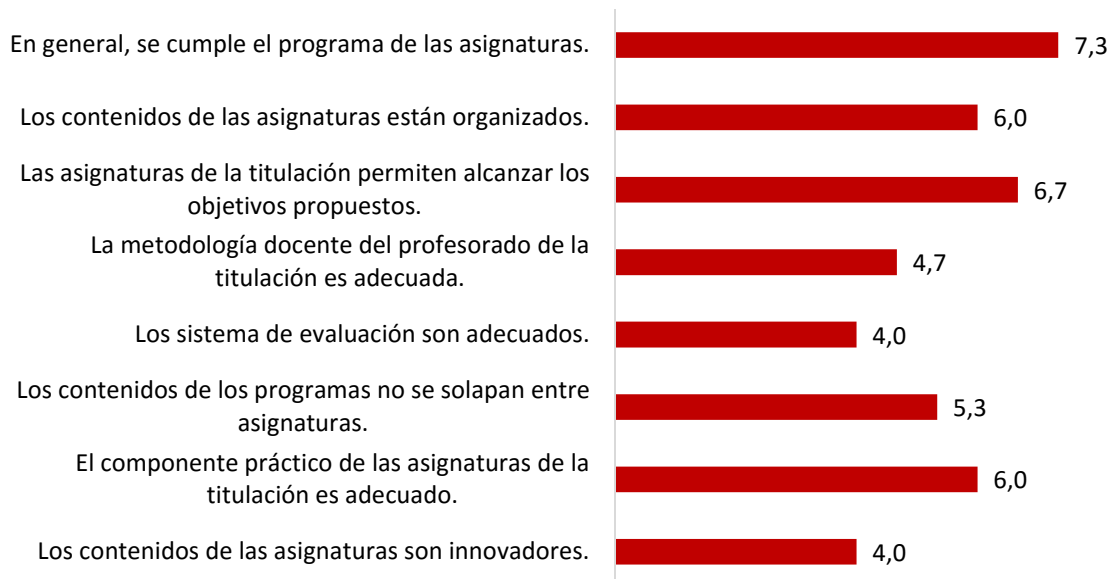 En general, se cumple el programa de las asignaturas.
7,3
Los contenidos de las asignaturas están organizados.
6,0
Las asignaturas de la titulación permiten alcanzar los
objetivos propuestos.
6,7
La metodología docente del profesorado de la
titulación es adecuada.
4,7
Los sistema de evaluación son adecuados.
4,0
Los contenidos de los programas no se solapan entre
asignaturas.
5,3
El componente práctico de las asignaturas de la
titulación es adecuado.
6,0
Los contenidos de las asignaturas son innovadores.
4,0